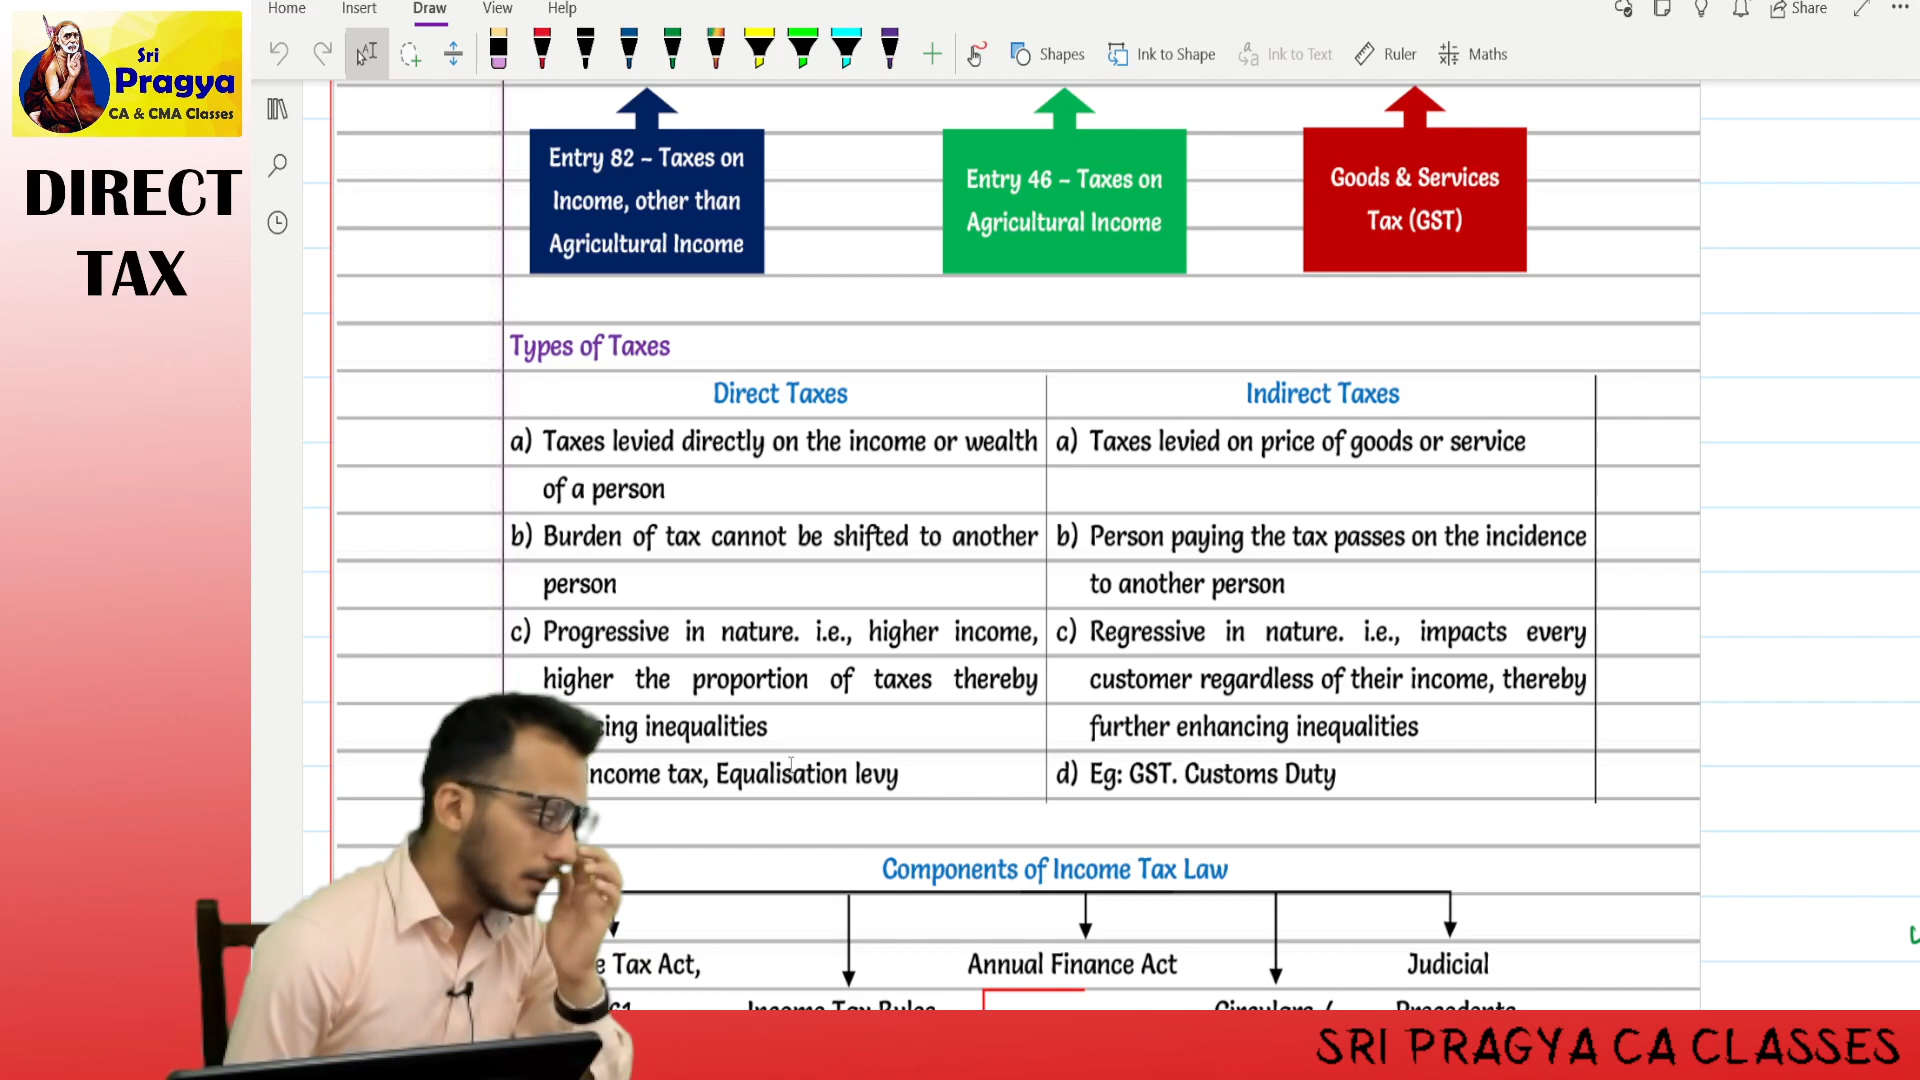 Home Insert Draw View Help
Share
Shapes Ink to Shape Ink to Text Ruler Maths
Sri
Pragya
CA & CMA Classes
DIRECT
TAX
Entry 82 – Taxes on
Income, other than
Agricultural Income
Entry 46 – Taxes on
Agricultural Income
Goods & Services
Tax (GST)
Types of Taxes
Direct Taxes
a) Taxes levied directly on the income or wealth
of a person
b) Burden of tax cannot be shifted to another
person
c) Progressive in nature. i.e., higher income,
higher the proportion of taxes thereby
ing inequalities
ncome tax, Equalisation levy
Indirect Taxes
a) Taxes levied on price of goods or service
b) Person paying the tax passes on the incidence
to another person
c) Regressive in nature. i.e., impacts every
customer regardless of their income, thereby
further enhancing inequalities
d) Eg: GST. Customs Duty
Components of Income Tax Law
e Tax Act,
Annual Finance Act
Judicial
Income Tax Rules
Circulars /
Precedents
SRI PRAGYA CA CLASSES